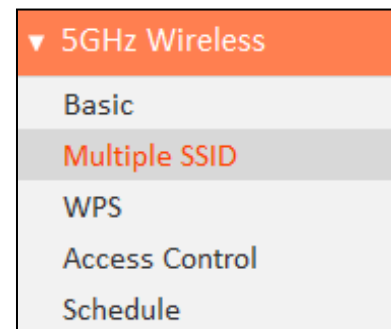 5GHz Wireless
Basic
Multiple SSID
WPS
Access Control
Schedule